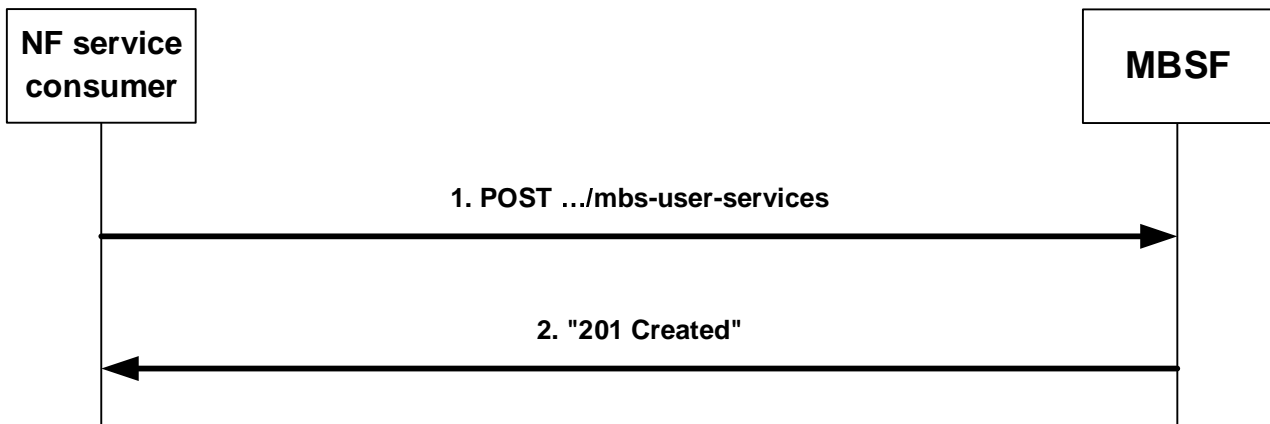 NF service
consumer
MBSF
1. POST …/mbs-user-services
2. "201 Created"